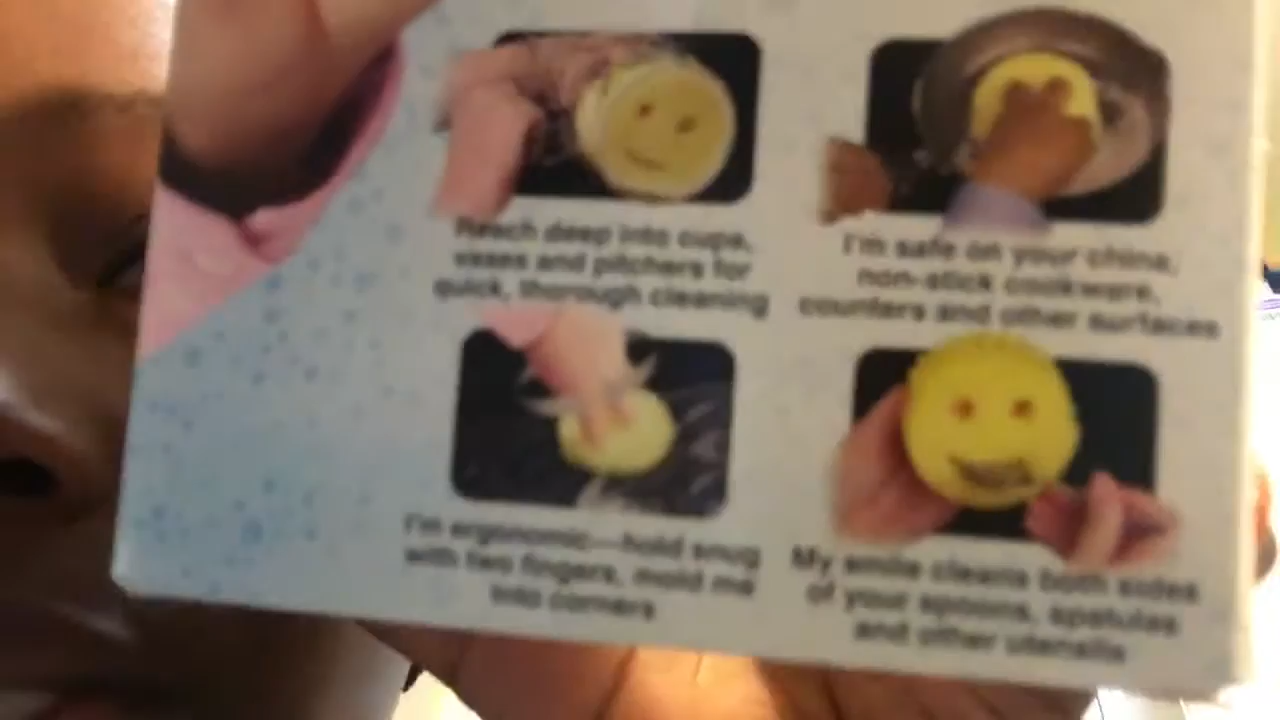 Reach deep into cups,
vases and pitchers for
quick, thorough cleaning
I'm safe on your china,
non-stick cookware,
counters and other surfaces
I'm ergonomic—hold snug
with two fingers, mold me
into corners
My smile cleans both sides
of your spoons, spatulas
and other utensils